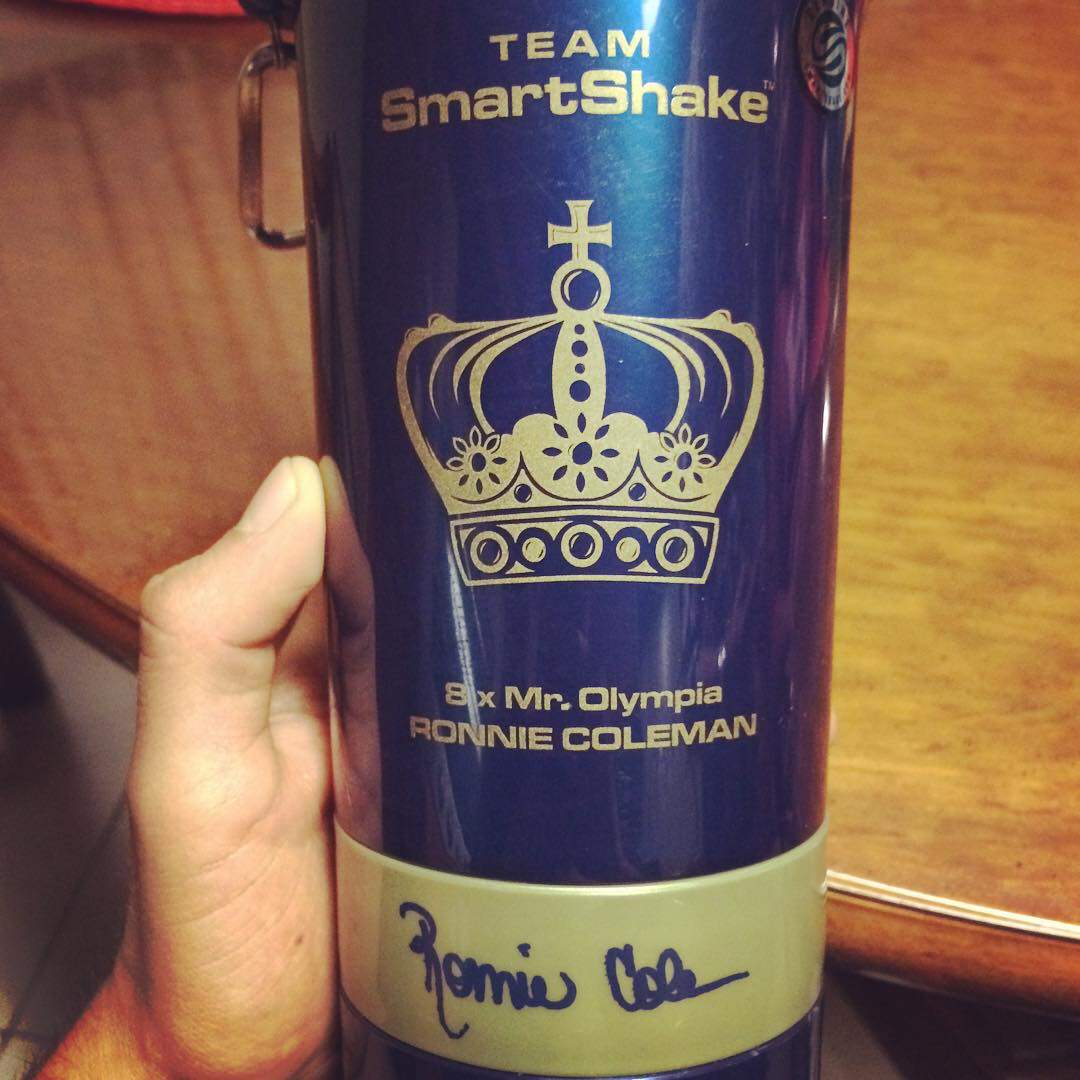 TEAM
SmartShake™
8x Mr. Olympia
RONNIE COLEMAN
Ronnie Cole